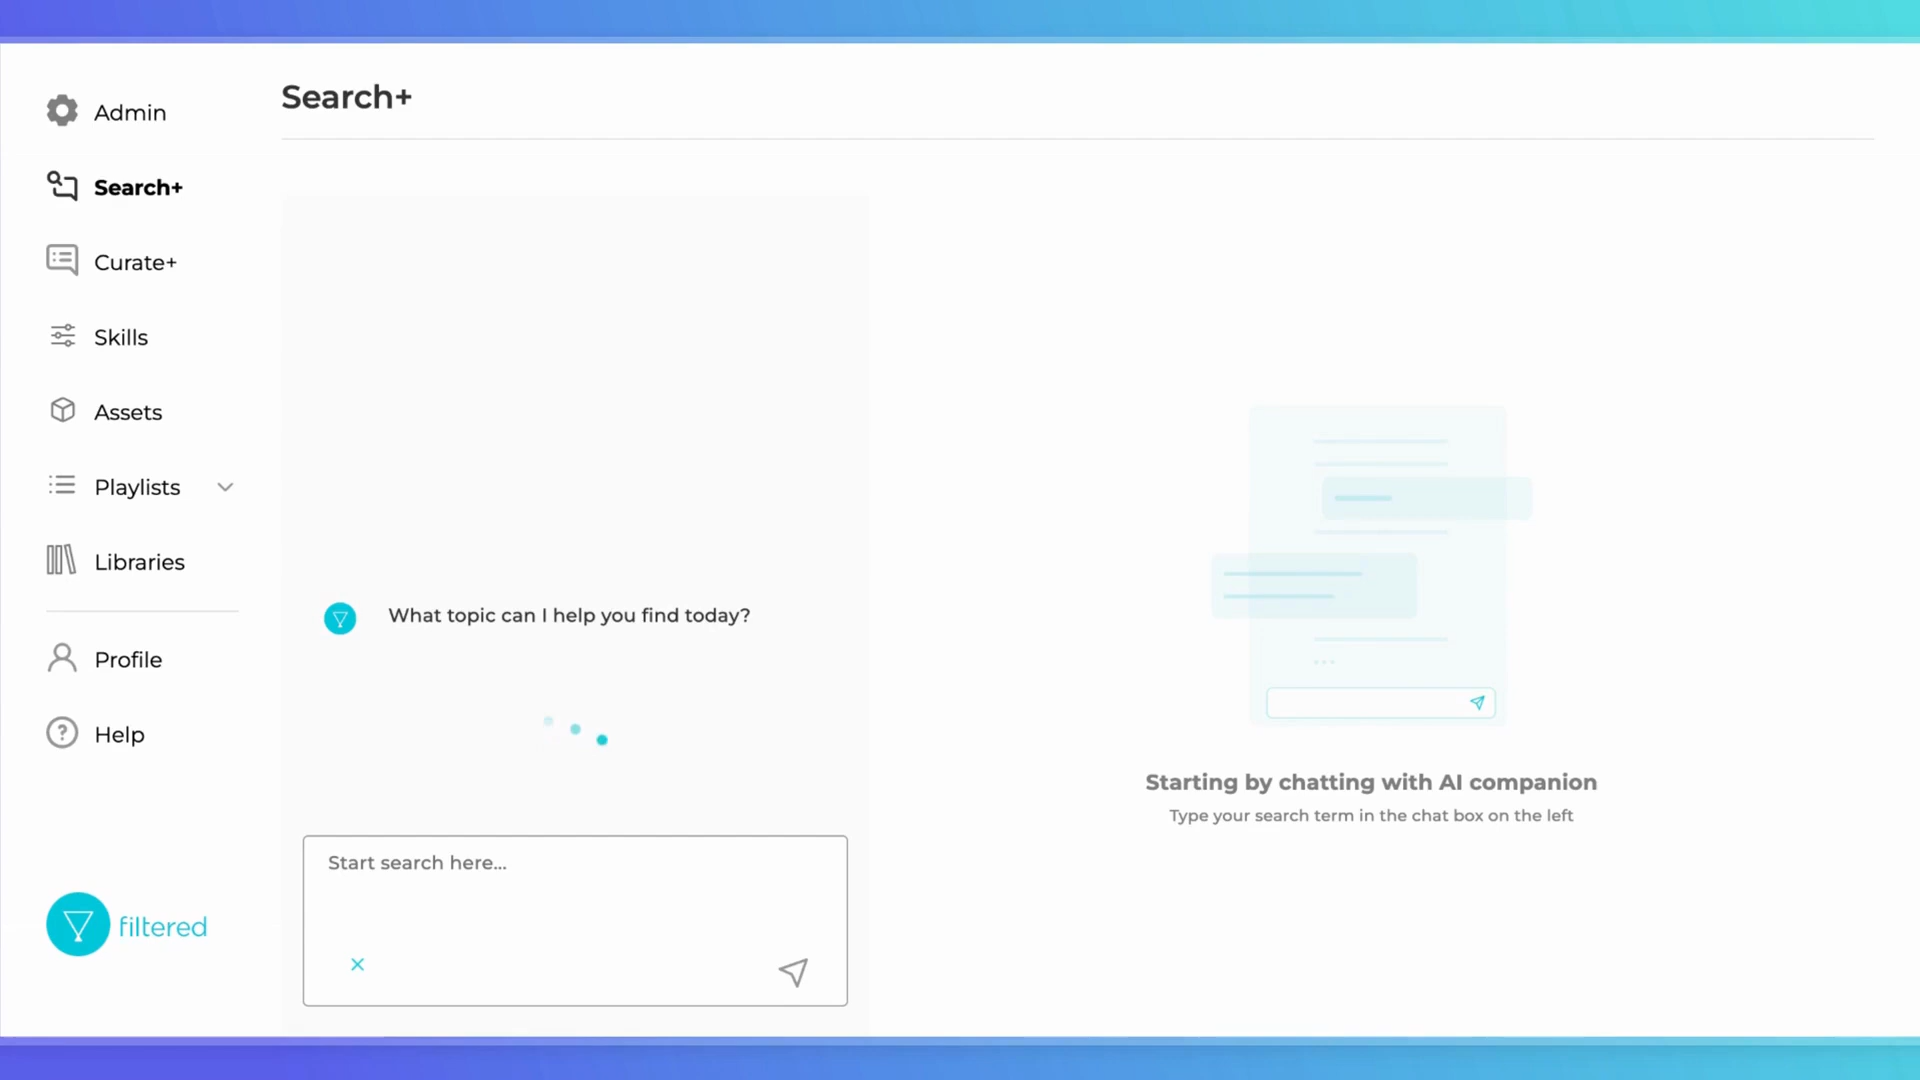 Admin
Search+
Curate+
Skills
Assets
Playlists
Libraries
Profile
Help
filtered
Search+
What topic can I help you find today?
Start search here...
Starting by chatting with AI companion
Type your search term in the chat box on the left